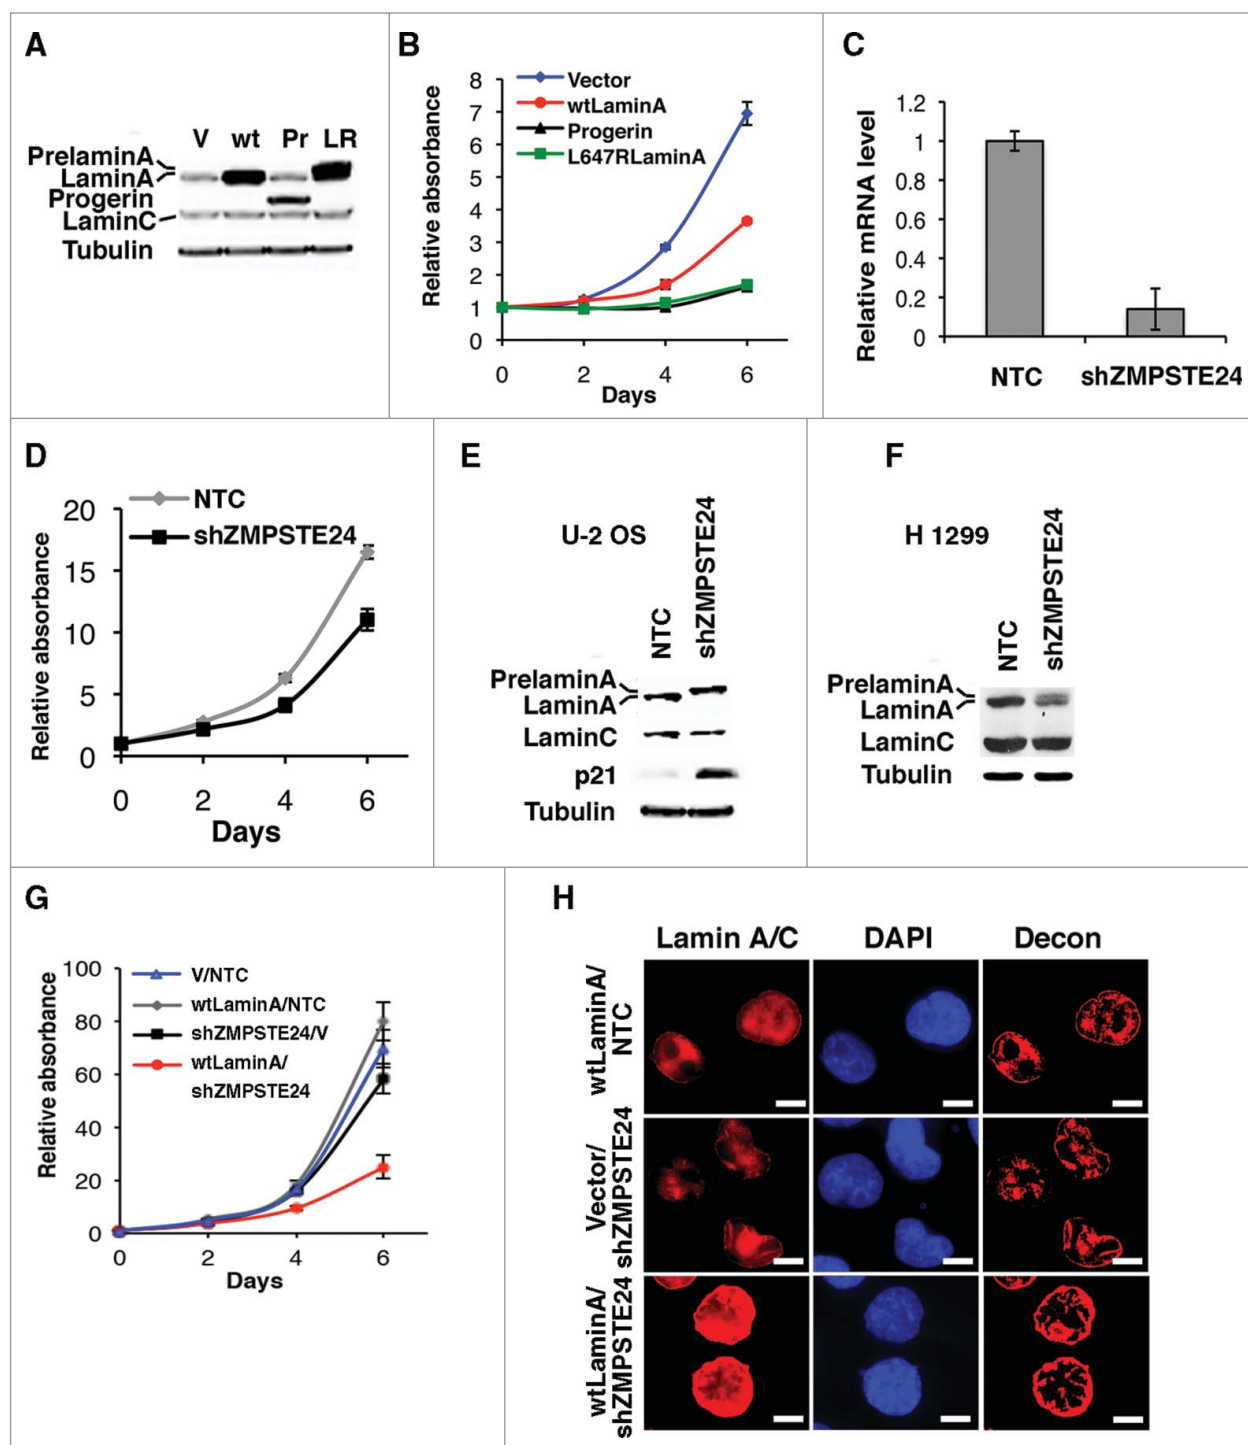 A
V wt Pr LR
PrelaminA
LaminA
Progerin
LaminC
Tubulin
B
Relative absorbance
8
7
6
5
4
3
2
1
0
Vector
wtLaminA
Progerin
L647RLaminA
0 2 4 6
Days
C
Relative mRNA level
1.2
1
0.8
0.6
0.4
0.2
0
NTC shZMPSTE24
D
NTC
shZMPSTE24
Relative absorbance
20
15
10
5
0
0 2 4 6
Days
E
U-2 OS
NTC
shZMPSTE24
PrelaminA
LaminA
LaminC
p21
Tubulin
F
H 1299
NTC
shZMPSTE24
PrelaminA
LaminA
LaminC
Tubulin
G
Relative absorbance
100
80
60
40
20
0
V/NTC
wtLaminA/NTC
shZMPSTE24/V
wtLaminA/
shZMPSTE24
0 2 4 6
Days
H
Lamin A/C DAPI Decon
wtLaminA/
NTC
Vector/
shZMPSTE24
wtLaminA/
shZMPSTE24